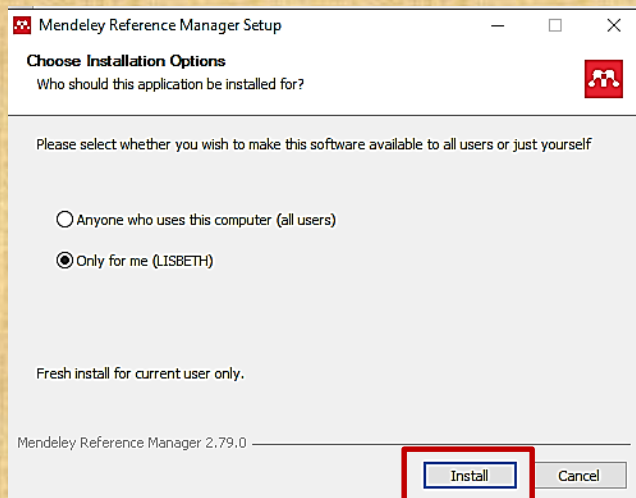 Mendeley Reference Manager Setup
Choose Installation Options
Who should this application be installed for?
Please select whether you wish to make this software available to all users or just yourself
Anyone who uses this computer (all users)
Only for me (LISBETH)
Fresh install for current user only.
Mendeley Reference Manager 2.79.0
Install Cancel